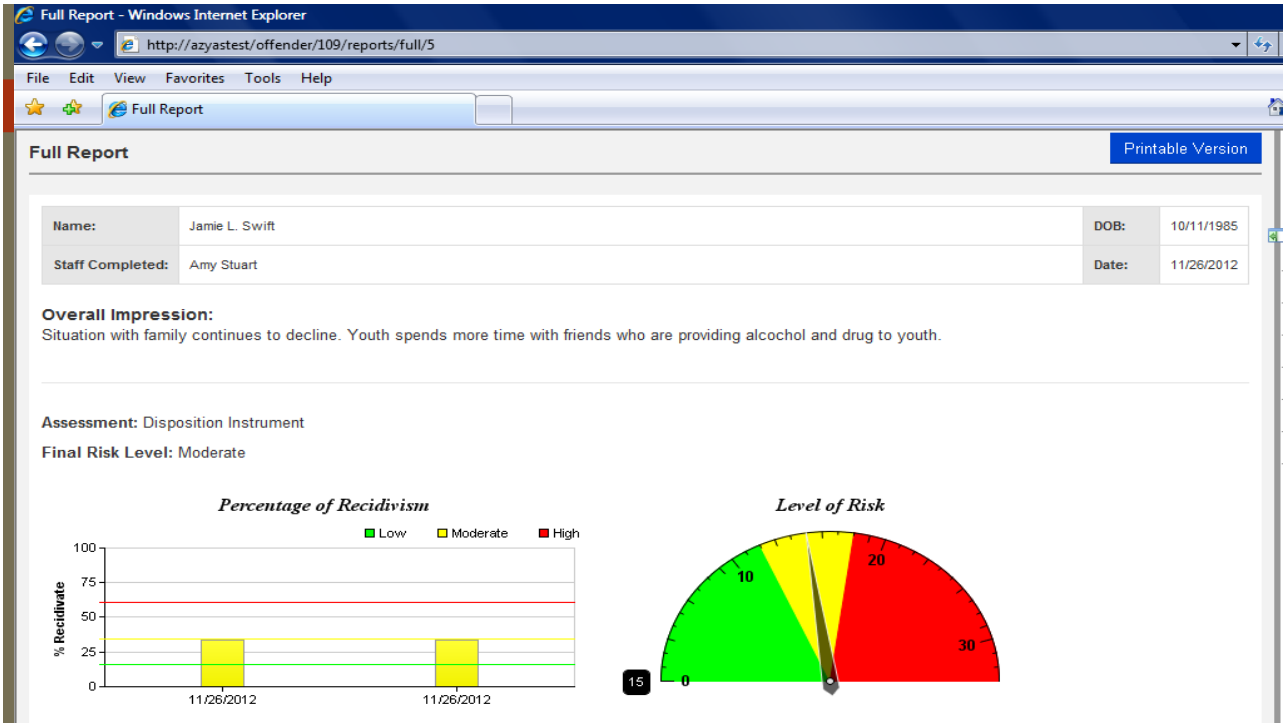 Full Report - Windows Internet Explorer
http://azyastest/offender/109/reports/full/5
File Edit View Favorites Tools Help
Full Report
Full Report
Printable Version
Name: Jamie L. Swift DOB: 10/11/1985
Staff Completed: Amy Stuart Date: 11/26/2012
Overall Impression:
Situation with family continues to decline. Youth spends more time with friends who are providing alcochol and drug to youth.
Assessment: Disposition Instrument
Final Risk Level: Moderate
Percentage of Recidivism
Low Moderate High
% Recidivate
100
75
50
25
0
11/26/2012 11/26/2012
Level of Risk
10
20
30
0
15